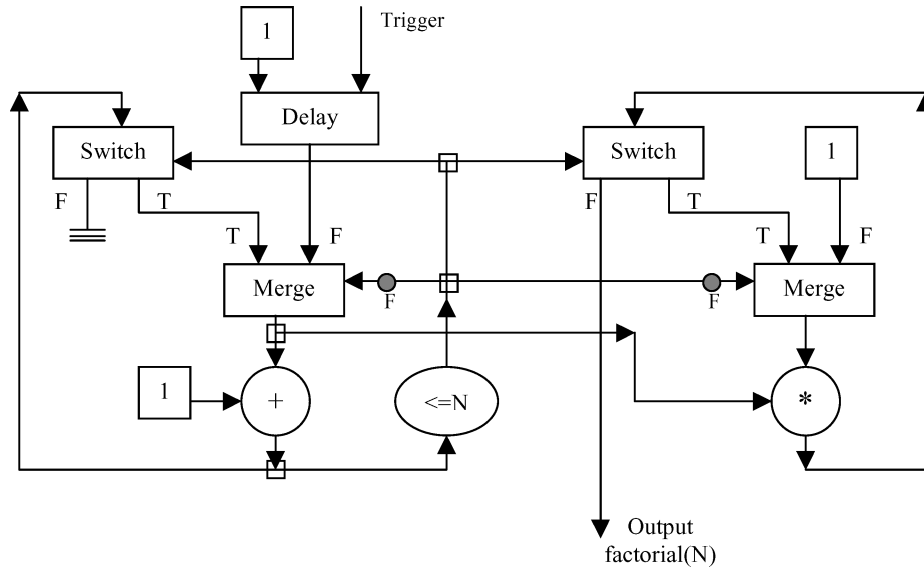 1
Trigger
Delay
Switch
Switch
1
F
T
F
T
T
F
T
F
Merge
F
F
Merge
1
+
<=N
*
Output
factorial(N)